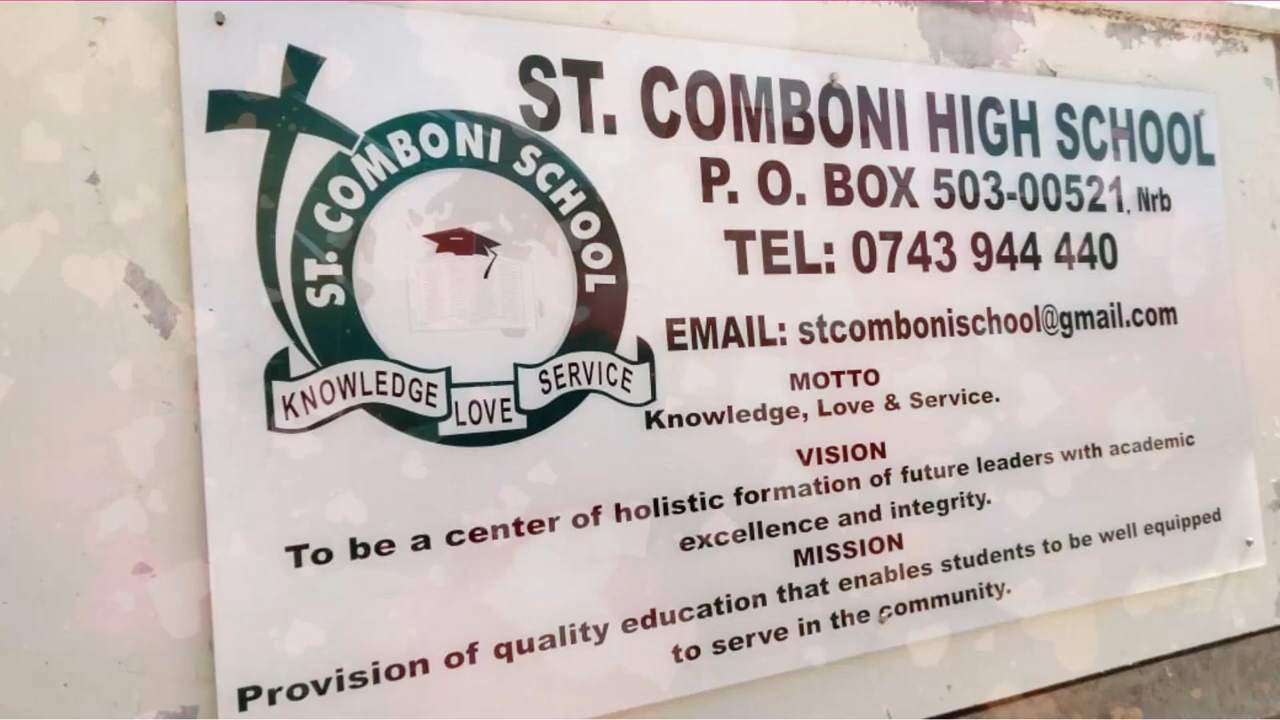 ST. COMBONI SCHOOL
KNOWLEDGE
LOVE
SERVICE
ST. COMBONI HIGH SCHOOL
P. O. BOX 503-00521, Nrb
TEL: 0743 944 440
EMAIL: stcombonischool@gmail.com
MOTTO
Knowledge, Love & Service.
VISION
To be a center of holistic formation of future leaders with academic
excellence and integrity.
MISSION
Provision of quality education that enables students to be well equipped
to serve in the community.